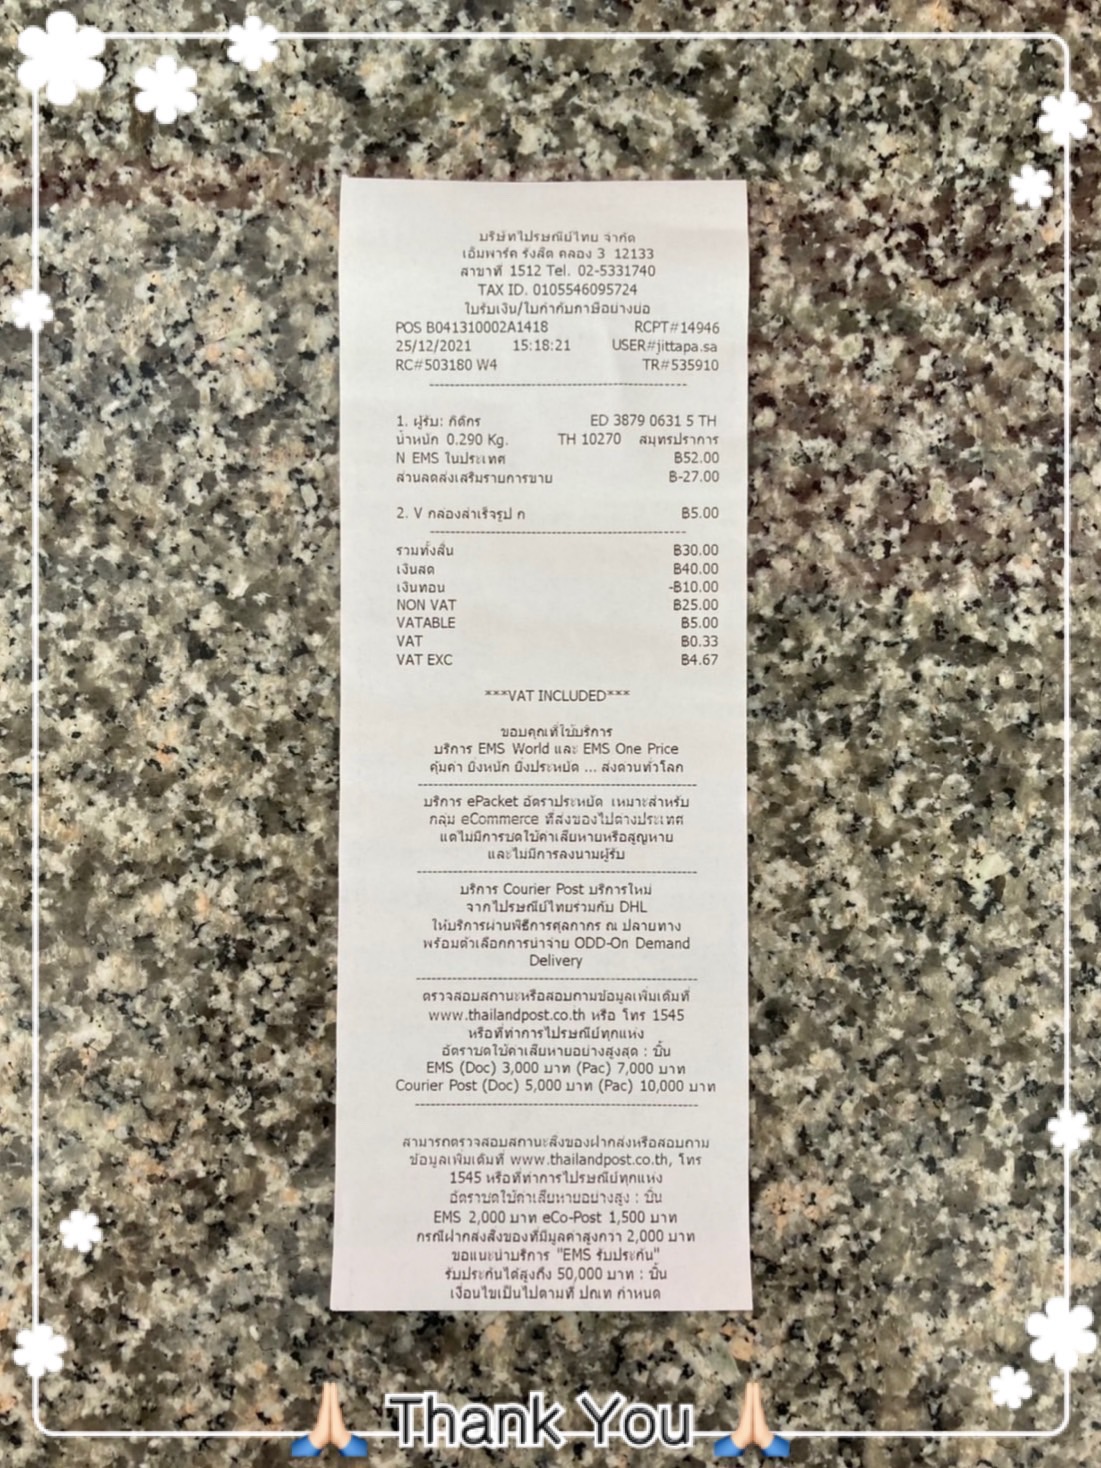 บริษัทไปรษณีย์ไทย จำกัด
เอ็มพาร์ค รังสิต คลอง 3 12133
สาขาที่ 1512 Tel. 02-5331740
TAX ID. 0105546095724
ใบรับเงิน/ใบกำกับภาษีอย่างย่อ
POS B041310002A1418 RCPT#14946
25/12/2021 15:18:21 USER#jittapa.sa
RC#503180 W4 TR#535910
1. ผู้รับ: กิติกร ED 3879 0631 5 TH
น้ำหนัก 0.290 Kg. TH 10270 สมุทรปราการ
N EMS ในประเทศ ฿52.00
ส่วนลดส่งเสริมรายการขาย ฿-27.00
2. V กล่องสำเร็จรูป ก ฿5.00
รวมทั้งสิ้น ฿30.00
เงินสด ฿40.00
เงินทอน -฿10.00
NON VAT ฿25.00
VATABLE ฿5.00
VAT ฿0.33
VAT EXC ฿4.67
***VAT INCLUDED***
ขอบคุณที่ใช้บริการ
บริการ EMS World และ EMS One Price
คุ้มค่า ยิ่งหนัก ยิ่งประหยัด ... ส่งด่วนทั่วโลก
บริการ ePacket อัตราประหยัด เหมาะสำหรับ
กลุ่ม eCommerce ที่ส่งของไปต่างประเทศ
แต่ไม่มีการชดใช้ค่าเสียหายหรือสูญหาย
และไม่มีการลงนามผู้รับ
บริการ Courier Post บริการใหม่
จากไปรษณีย์ไทยร่วมกับ DHL
ให้บริการผ่านพิธีการศุลกากร ณ ปลายทาง
พร้อมตัวเลือกการนำจ่าย ODD-On Demand
Delivery
ตรวจสอบสถานะหรือสอบถามข้อมูลเพิ่มเติมที่
www.thailandpost.co.th หรือ โทร 1545
หรือที่ทำการไปรษณีย์ทุกแห่ง
อัตราชดใช้ค่าเสียหายอย่างสูงสุด : ชิ้น
EMS (Doc) 3,000 บาท (Pac) 7,000 บาท
Courier Post (Doc) 5,000 บาท (Pac) 10,000 บาท
สามารถตรวจสอบสถานะสิ่งของฝากส่งหรือสอบถาม
ข้อมูลเพิ่มเติมที่ www.thailandpost.co.th, โทร
1545 หรือที่ทำการไปรษณีย์ทุกแห่ง
อัตราชดใช้ค่าเสียหายอย่างสูง : ชิ้น
EMS 2,000 บาท eCo-Post 1,500 บาท
กรณีฝากส่งสิ่งของที่มีมูลค่าสูงกว่า 2,000 บาท
ขอแนะนำบริการ "EMS รับประกัน"
รับประกันได้สูงถึง 50,000 บาท : ชิ้น
เงื่อนไขเป็นไปตามที่ ปณท กำหนด
Thank You